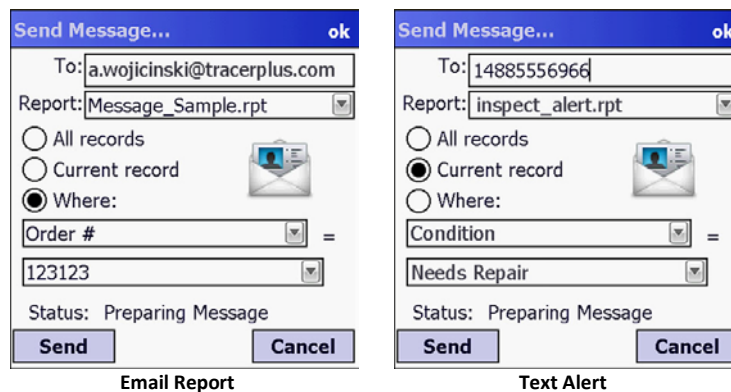 Send Message... ok
To: a.wojicinski@tracerplus.com
Report: Message_Sample.rpt
All records
Current record
Where:
Order # =
123123
Status: Preparing Message
Send Cancel
Email Report
Send Message... ok
To: 14885556966
Report: inspect_alert.rpt
All records
Current record
Where:
Condition =
Needs Repair
Status: Preparing Message
Send Cancel
Text Alert